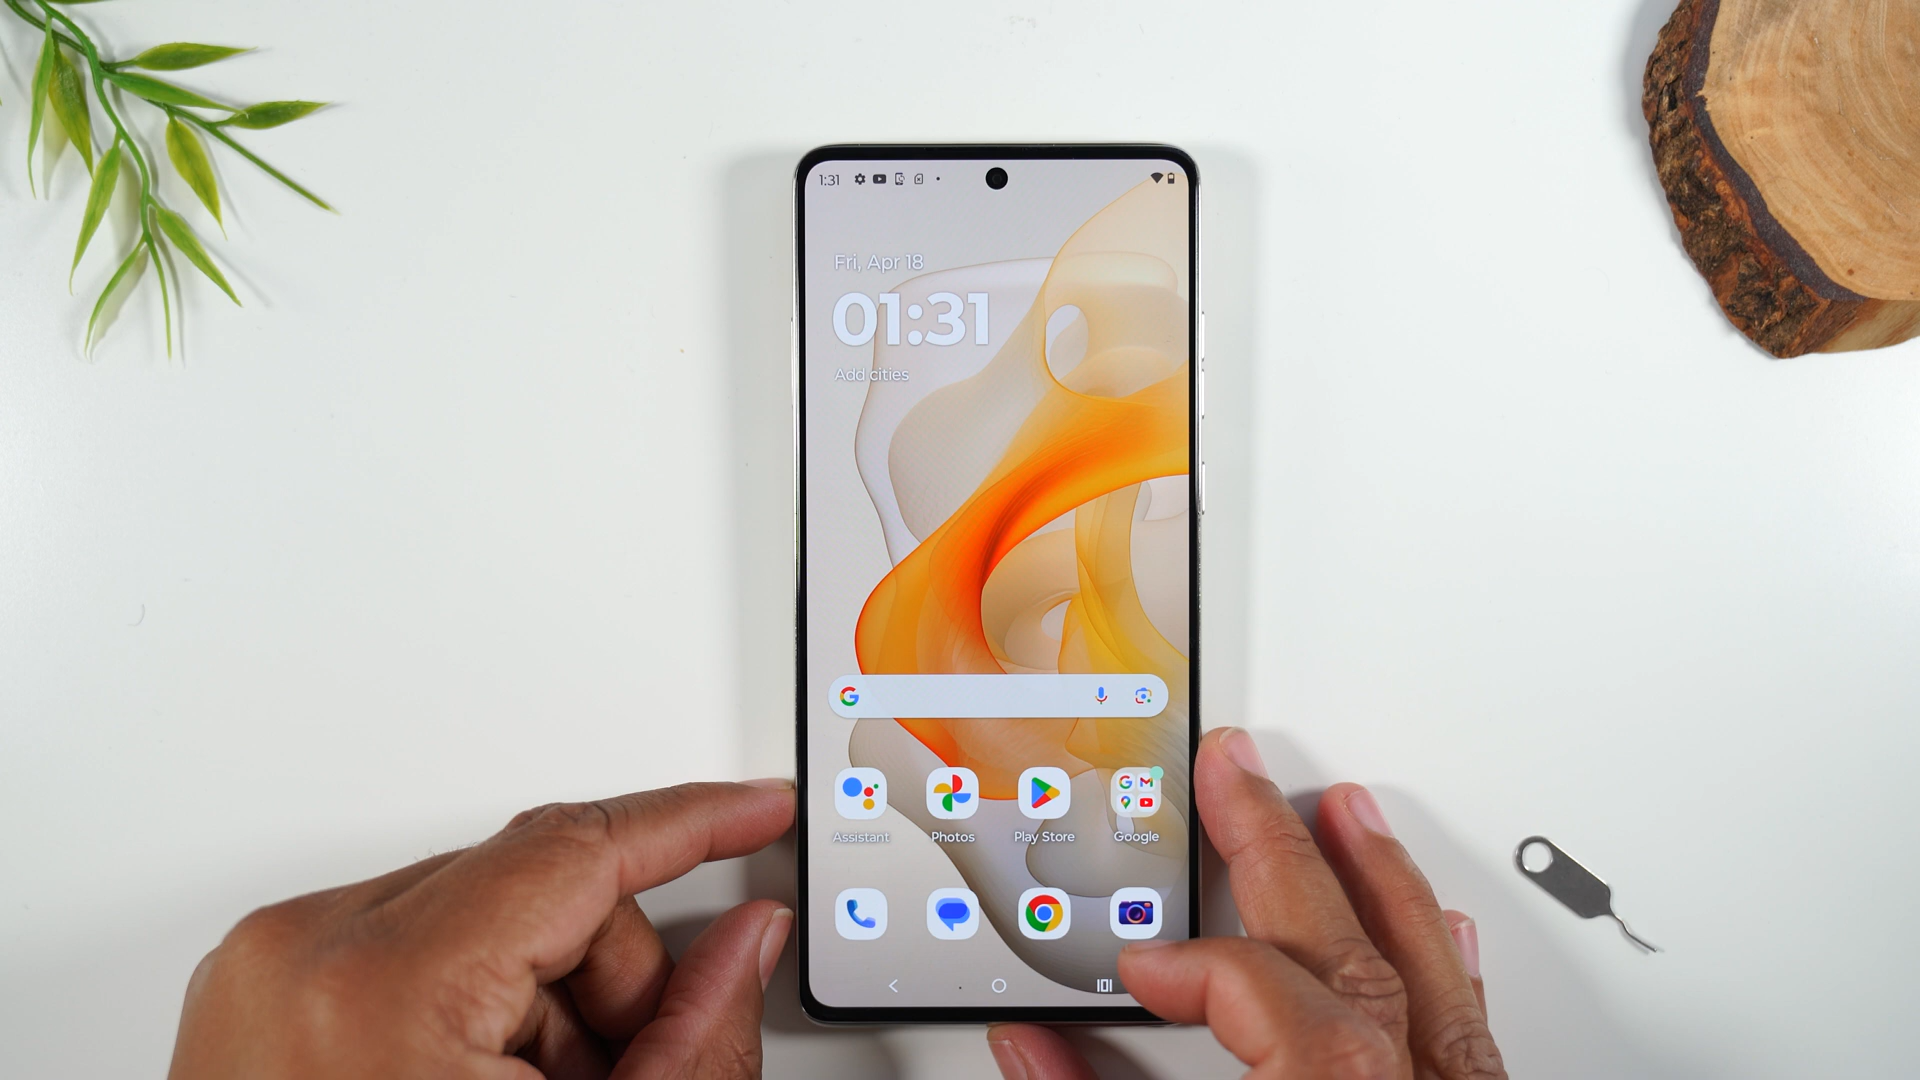 1:31
Fri, Apr 18
01:31
Add cities
Assistant
Photos
Play Store
Google